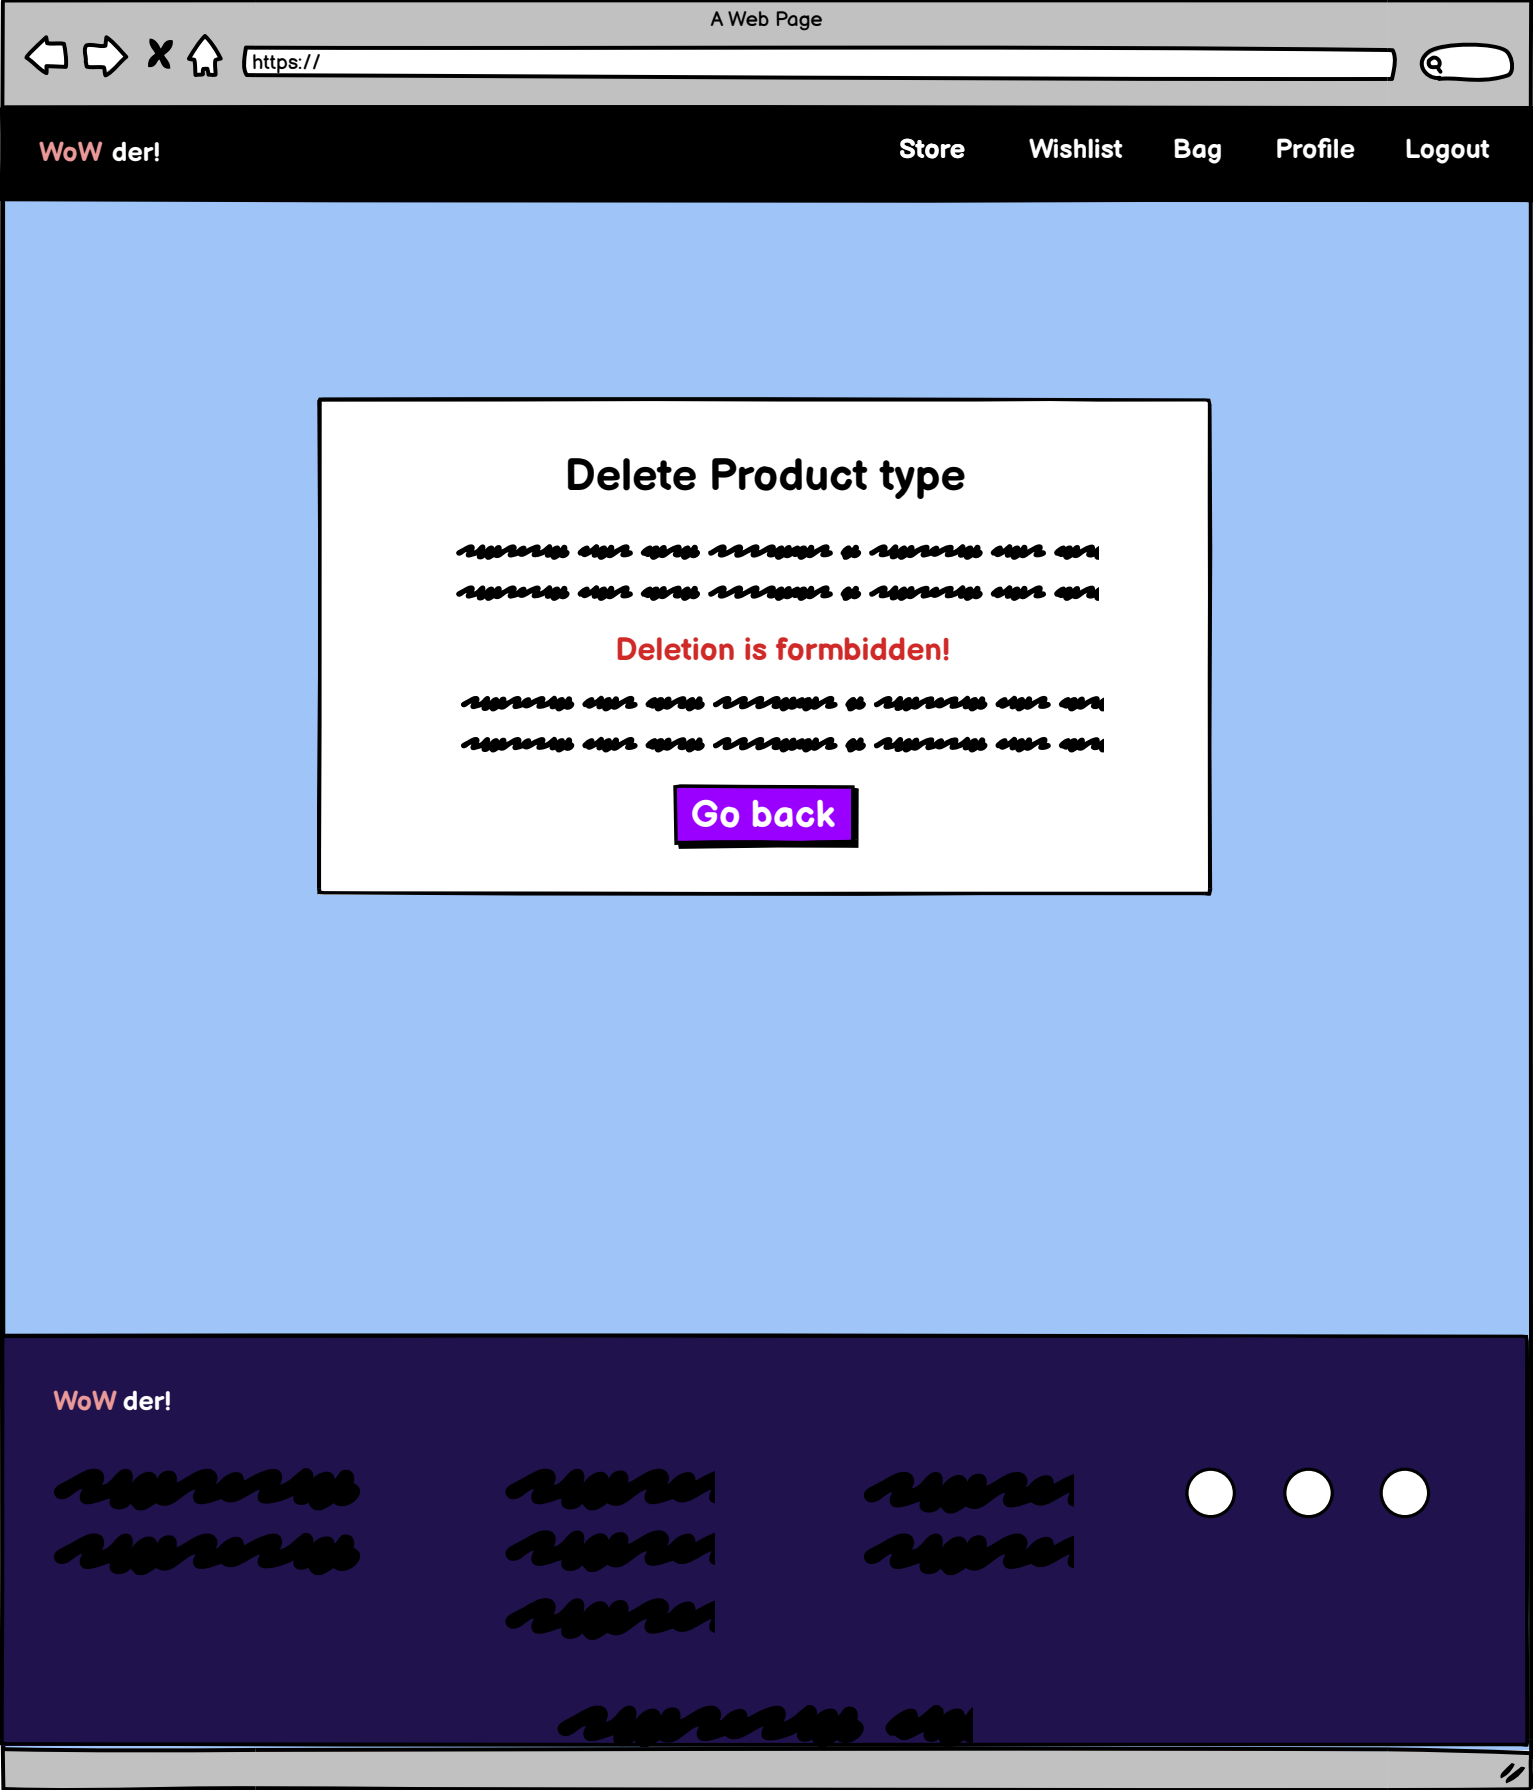 A Web Page
https://
WoW der!
Store Wishlist Bag Profile Logout
Delete Product type
Deletion is formbidden!
Go back
WoW der!